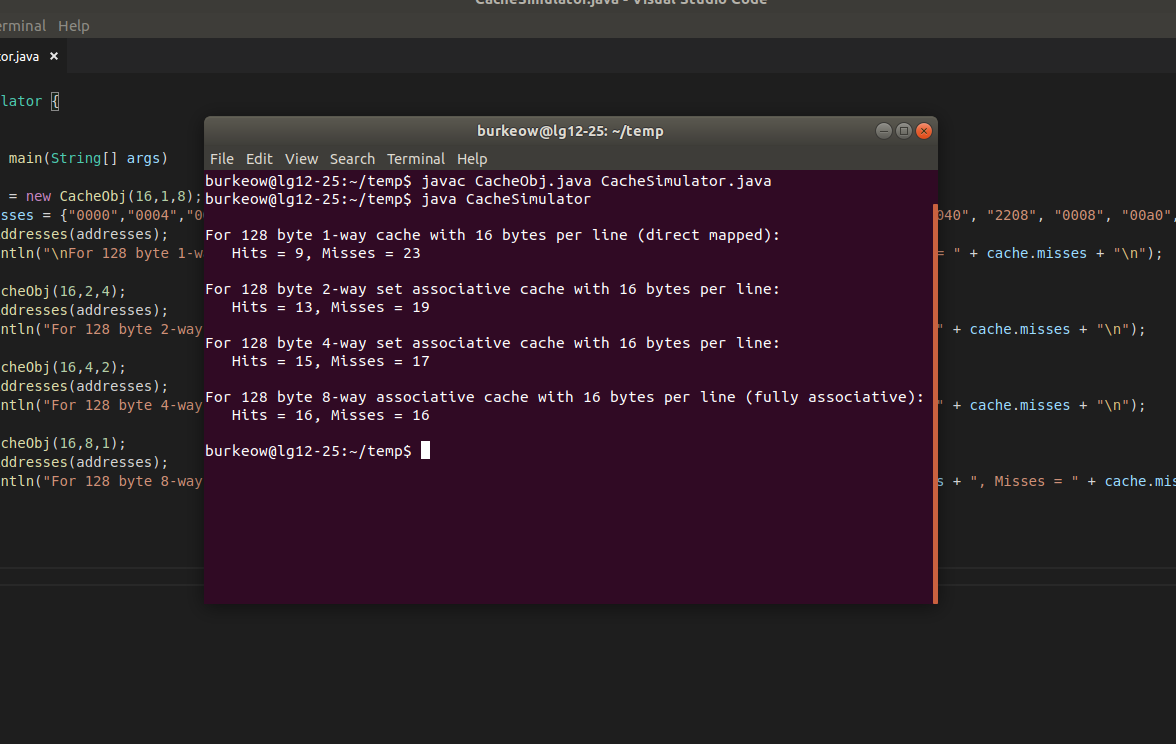 CacheSimulator.java - Visual Studio Code
erminal Help
or.java ×
lator {
main(String[] args)
= new CacheObj(16,1,8);
sses = {"0000","0004","0
040", "2208", "0008", "00a0",
ddresses(addresses);
ntln("\nFor 128 byte 1-w
= " + cache.misses + "\n");
cheObj(16,2,4);
ddresses(addresses);
ntln("For 128 byte 2-way
" + cache.misses + "\n");
cheObj(16,4,2);
ddresses(addresses);
ntln("For 128 byte 4-way
" + cache.misses + "\n");
cheObj(16,8,1);
ddresses(addresses);
ntln("For 128 byte 8-way
s + ", Misses = " + cache.mis
burkeow@lg12-25: ~/temp
File Edit View Search Terminal Help
burkeow@lg12-25:~/temp$ javac CacheObj.java CacheSimulator.java
burkeow@lg12-25:~/temp$ java CacheSimulator
For 128 byte 1-way cache with 16 bytes per line (direct mapped):
Hits = 9, Misses = 23
For 128 byte 2-way set associative cache with 16 bytes per line:
Hits = 13, Misses = 19
For 128 byte 4-way set associative cache with 16 bytes per line:
Hits = 15, Misses = 17
For 128 byte 8-way associative cache with 16 bytes per line (fully associative):
Hits = 16, Misses = 16
burkeow@lg12-25:~/temp$